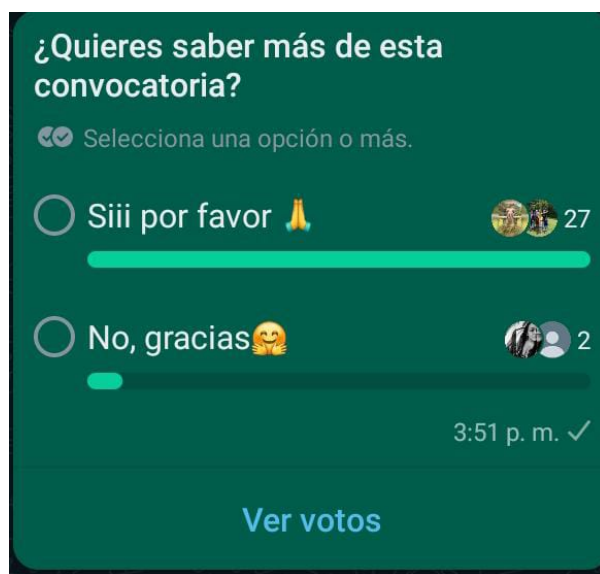 ¿Quieres saber más de esta
convocatoria?
Selecciona una opción o más.
Siii por favor 🙏 27
No, gracias🤗 2
3:51 p. m.
Ver votos